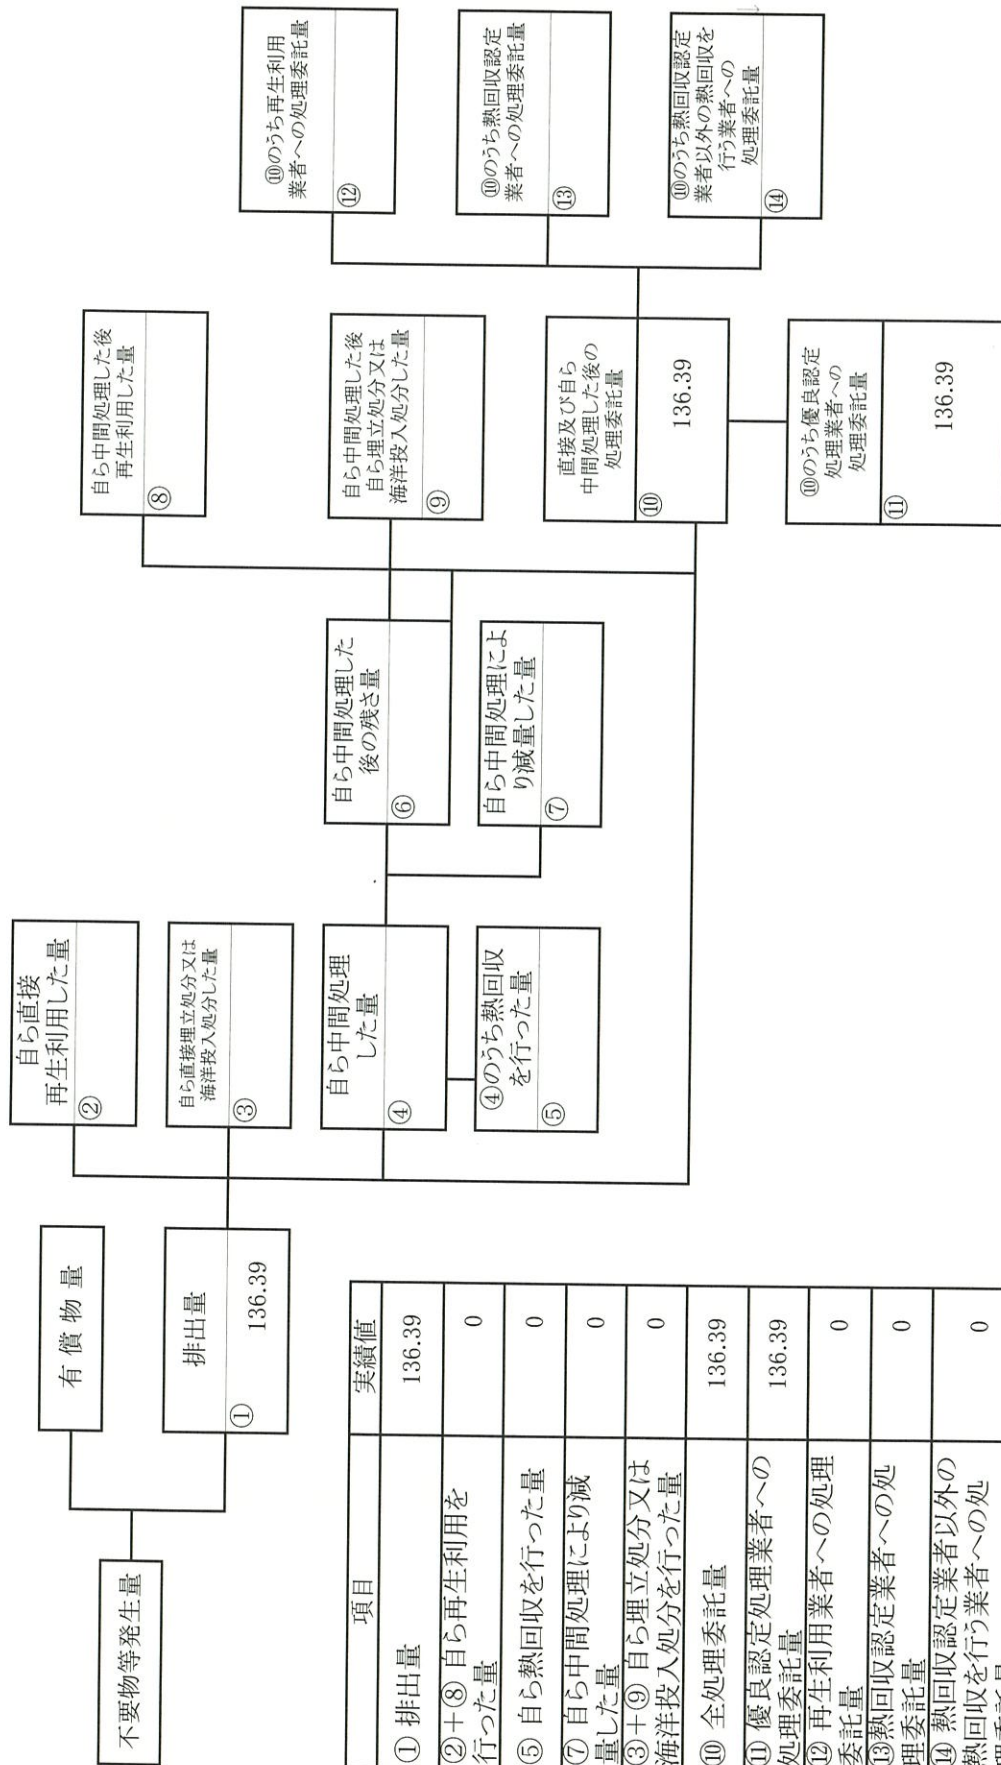 不要物等発生量
有償物量
排出量
①
136.39
自ら直接
再生利用した量
②
自ら直接埋立処分又は
海洋投入処分した量
③
自ら中間処理
した量
④
④のうち熱回収
を行った量
⑤
自ら中間処理した
後の残さ量
⑥
自ら中間処理によ
り減量した量
⑦
自ら中間処理した後
再生利用した量
⑧
自ら中間処理した後
自ら埋立処分又は
海洋投入処分した量
⑨
直接及び自ら
中間処理した後の
処理委託量
⑩
136.39
⑩のうち優良認定
処理業者への
処理委託量
⑪
136.39
⑩のうち再生利用
業者への処理委託量
⑫
⑩のうち熱回収認定
業者への処理委託量
⑬
⑩のうち熱回収認定
業者以外の熱回収を
行う業者への
処理委託量
⑭
項目 実績値
① 排出量 136.39
②+⑧ 自ら再生利用を
行った量 0
⑤ 自ら熱回収を行った量 0
⑦ 自ら中間処理により減
量した量 0
③+⑨ 自ら埋立処分又は
海洋投入処分を行った量 0
⑩ 全処理委託量 136.39
⑪ 優良認定処理業者への
処理委託量 136.39
⑫ 再生利用業者への処理
委託量 0
⑬熱回収認定業者への処
理委託量 0
⑭ 熱回収認定業者以外の
熱回収を行う業者への処
理委託量 0